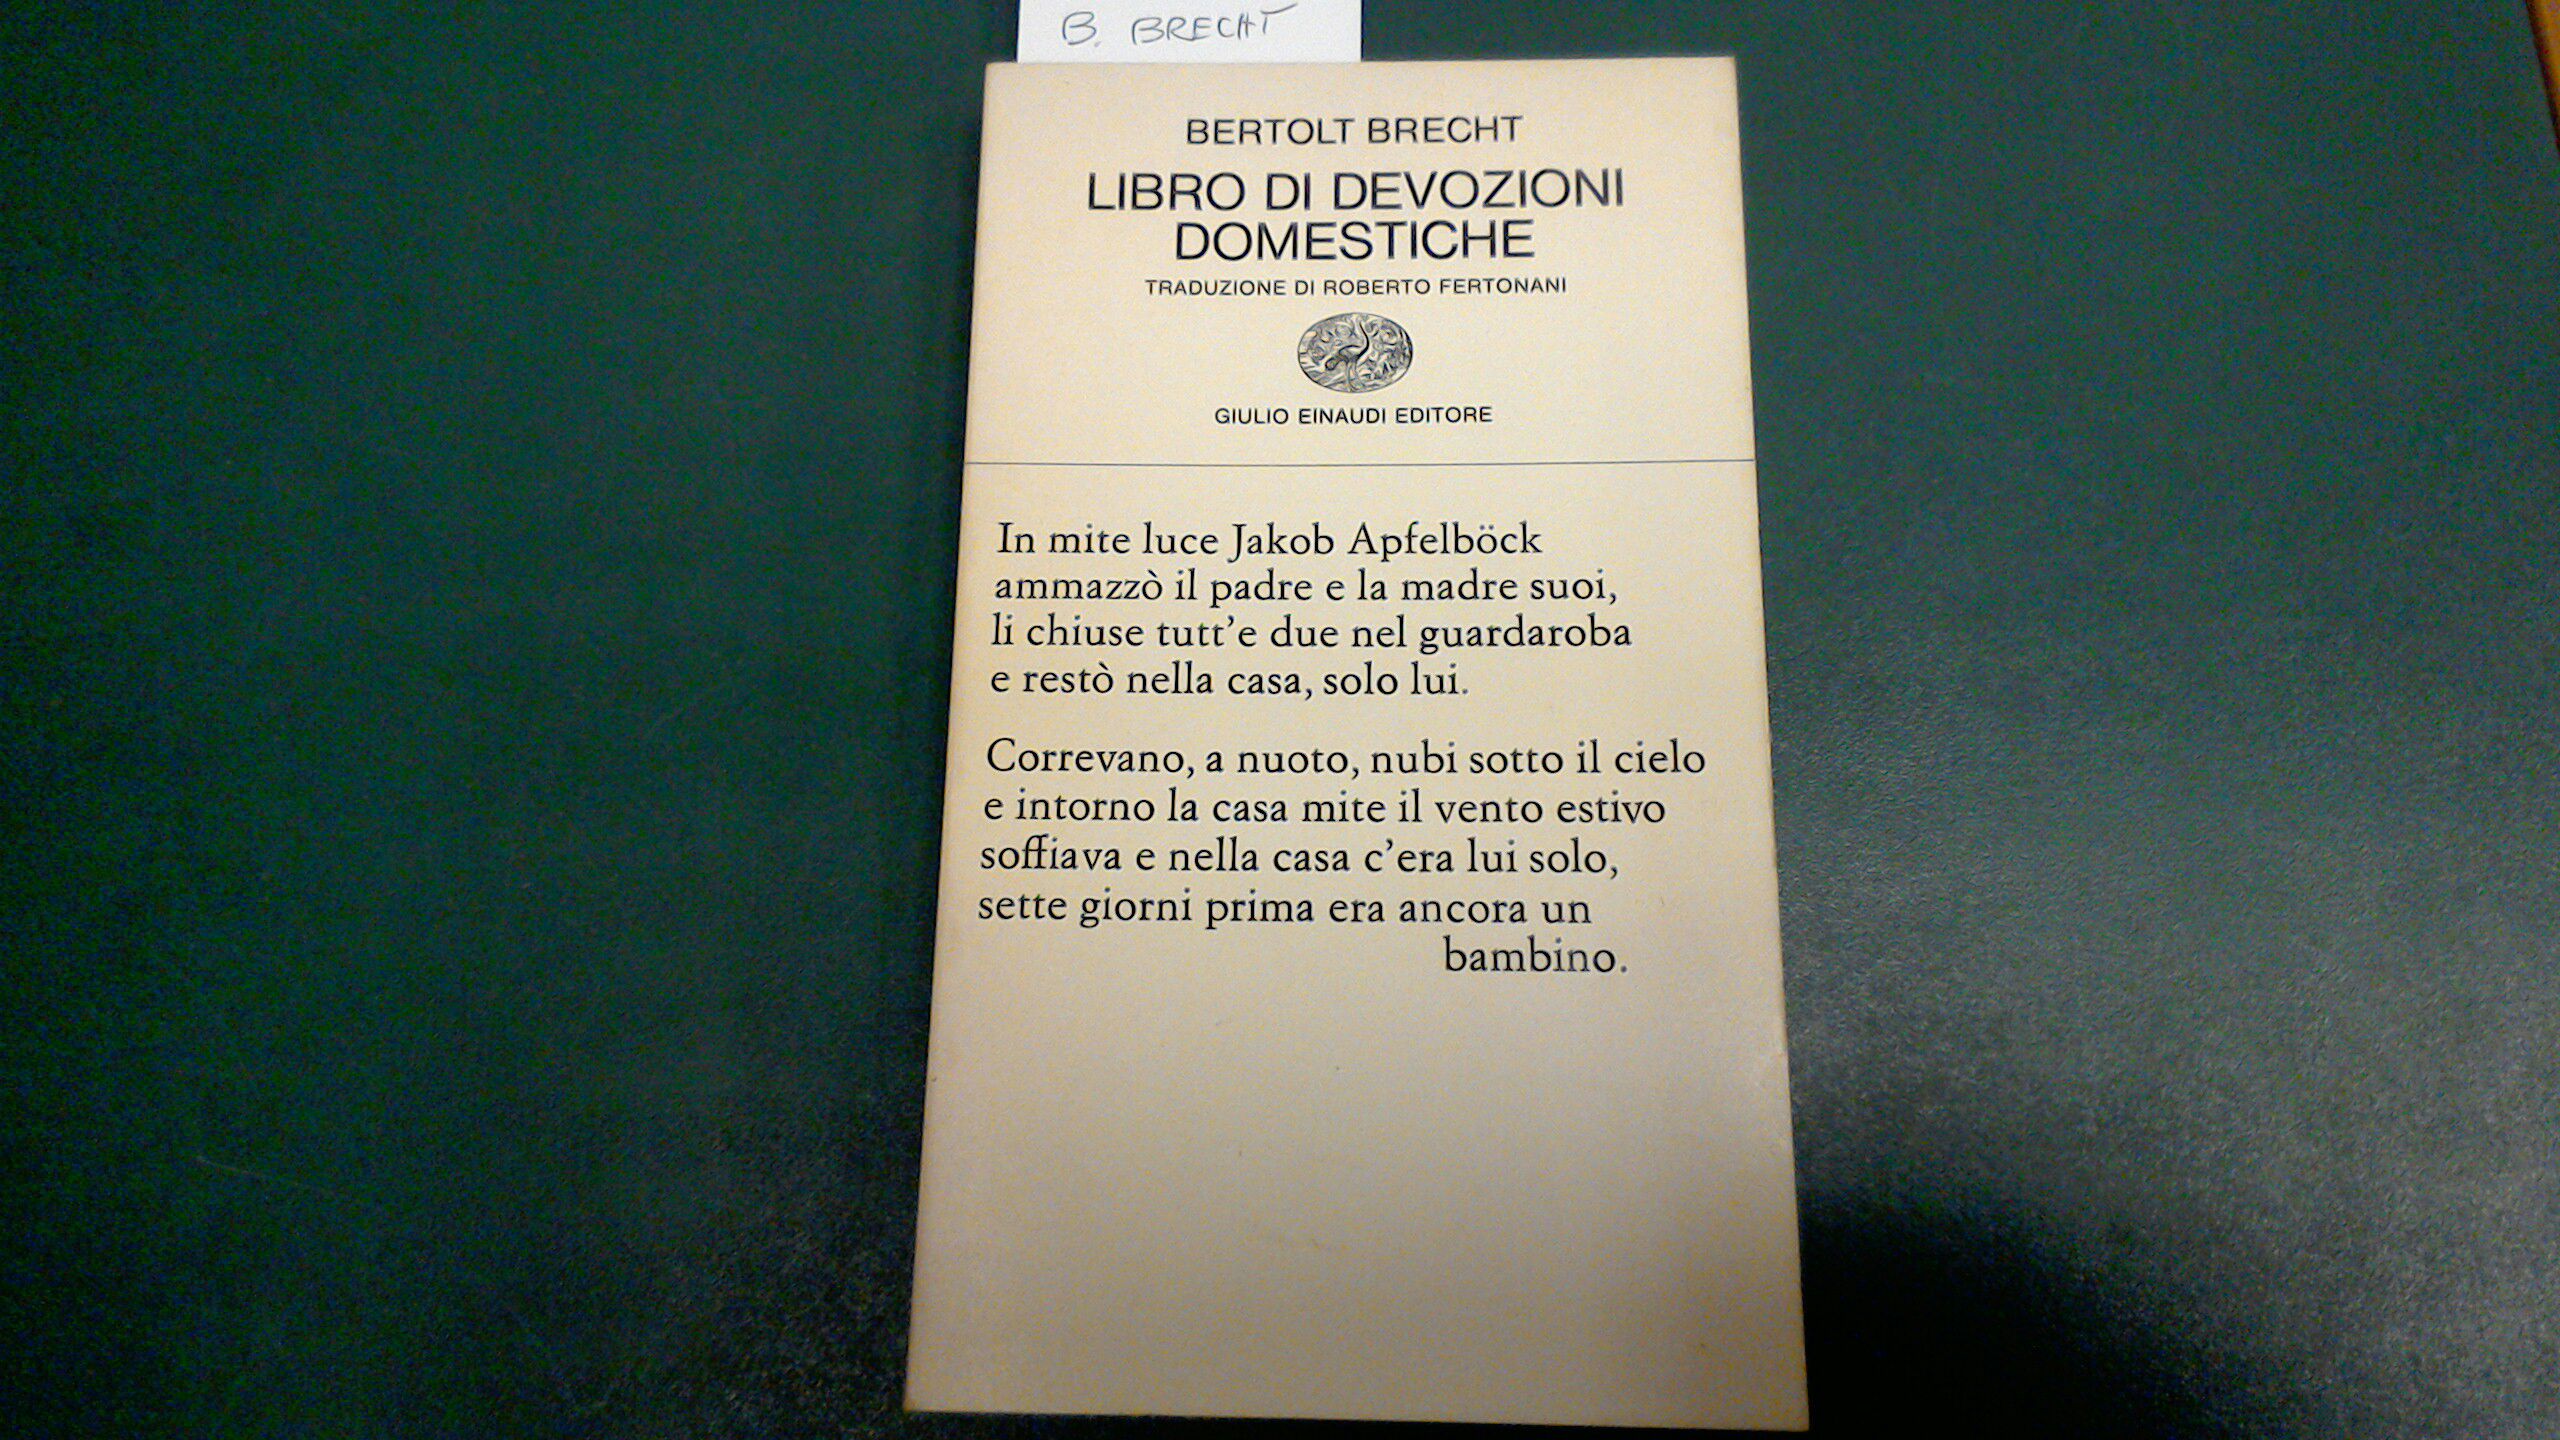 B. BRECHT
BERTOLT BRECHT
LIBRO DI DEVOZIONI
DOMESTICHE
TRADUZIONE DI ROBERTO FERTONANI
GIULIO EINAUDI EDITORE
In mite luce Jakob Apfelböck
ammazzò il padre e la madre suoi,
li chiuse tutt'e due nel guardaroba
e restò nella casa, solo lui.
Correvano, a nuoto, nubi sotto il cielo
e intorno la casa mite il vento estivo
soffiava e nella casa c'era lui solo,
sette giorni prima era ancora un
bambino.